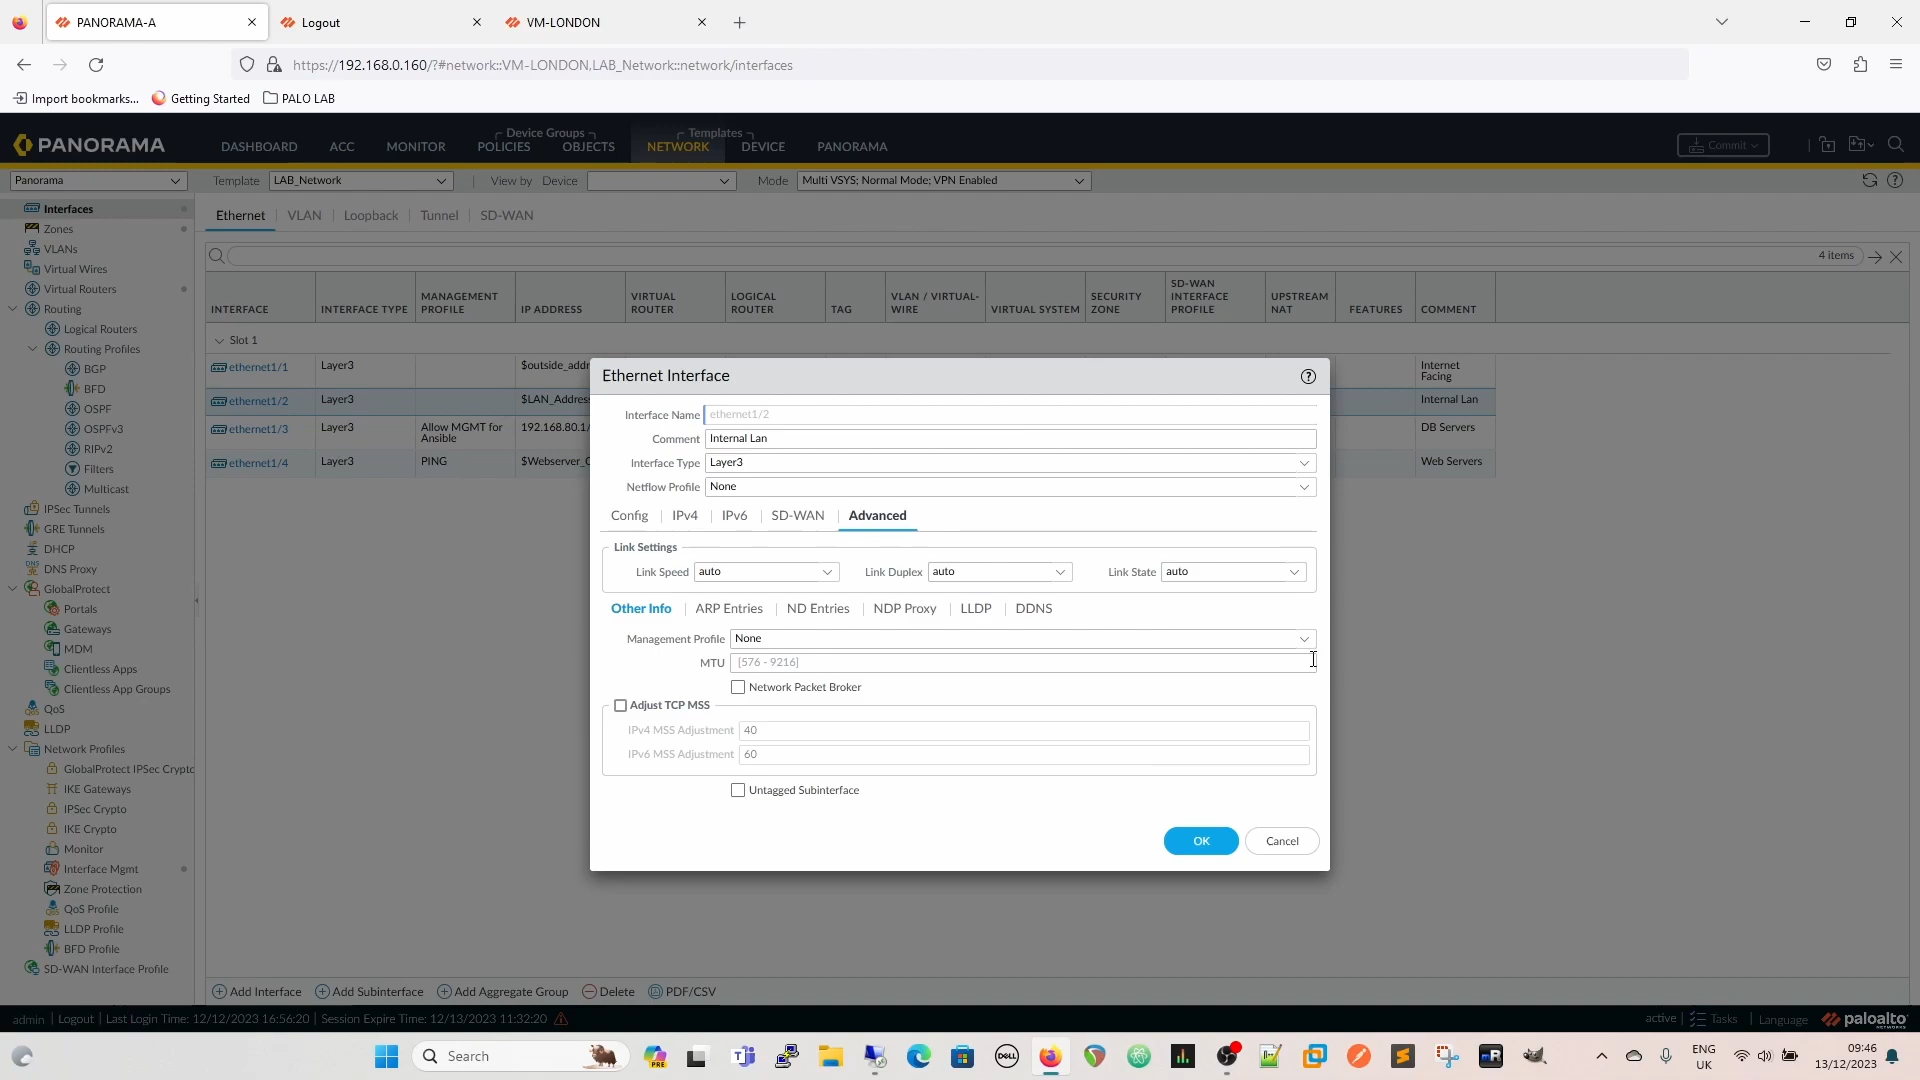 PANORAMA-A
Logout
VM-LONDON
https://192.168.0.160/?#network::VM-LONDON,LAB_Network::network/interfaces
Import bookmarks...
Getting Started
PALO LAB
PANORAMA
DASHBOARD
ACC
MONITOR
Device Groups
POLICIES
OBJECTS
Templates
NETWORK
DEVICE
PANORAMA
Commit
Panorama
Template
LAB_Network
View by
Device
Mode
Multi VSYS; Normal Mode; VPN Enabled
Interfaces
Zones
VLANs
Virtual Wires
Virtual Routers
Routing
Logical Routers
Routing Profiles
BGP
BFD
OSPF
OSPFv3
RIPv2
Filters
Multicast
IPSec Tunnels
GRE Tunnels
DHCP
DNS Proxy
GlobalProtect
Portals
Gateways
MDM
Clientless Apps
Clientless App Groups
QoS
LLDP
Network Profiles
GlobalProtect IPSec Crypto
IKE Gateways
IPSec Crypto
IKE Crypto
Monitor
Interface Mgmt
Zone Protection
QoS Profile
LLDP Profile
BFD Profile
SD-WAN Interface Profile
Ethernet
VLAN
Loopback
Tunnel
SD-WAN
4 items
INTERFACE
INTERFACE TYPE
MANAGEMENT PROFILE
IP ADDRESS
VIRTUAL ROUTER
LOGICAL ROUTER
TAG
VLAN / VIRTUAL-WIRE
VIRTUAL SYSTEM
SECURITY ZONE
SD-WAN INTERFACE PROFILE
UPSTREAM NAT
FEATURES
COMMENT
Slot 1
ethernet1/1
Layer3
$outside_addr
Internet Facing
ethernet1/2
Layer3
$LAN_Addres
Internal Lan
ethernet1/3
Layer3
Allow MGMT for Ansible
192.168.80.1/
DB Servers
ethernet1/4
Layer3
PING
$Webserver_
Web Servers
Ethernet Interface
Interface Name
ethernet1/2
Comment
Internal Lan
Interface Type
Layer3
Netflow Profile
None
Config
IPv4
IPv6
SD-WAN
Advanced
Link Settings
Link Speed
auto
Link Duplex
auto
Link State
auto
Other Info
ARP Entries
ND Entries
NDP Proxy
LLDP
DDNS
Management Profile
None
MTU
[576 - 9216]
Network Packet Broker
Adjust TCP MSS
IPv4 MSS Adjustment
40
IPv6 MSS Adjustment
60
Untagged Subinterface
OK
Cancel
Add Interface
Add Subinterface
Add Aggregate Group
Delete
PDF/CSV
admin | Logout | Last Login Time: 12/12/2023 16:56:20 | Session Expire Time: 12/13/2023 11:32:20
active
Tasks
Language
paloalto
NETWORKS
Search
PRE
DELL
mR
ENG
UK
09:46
13/12/2023